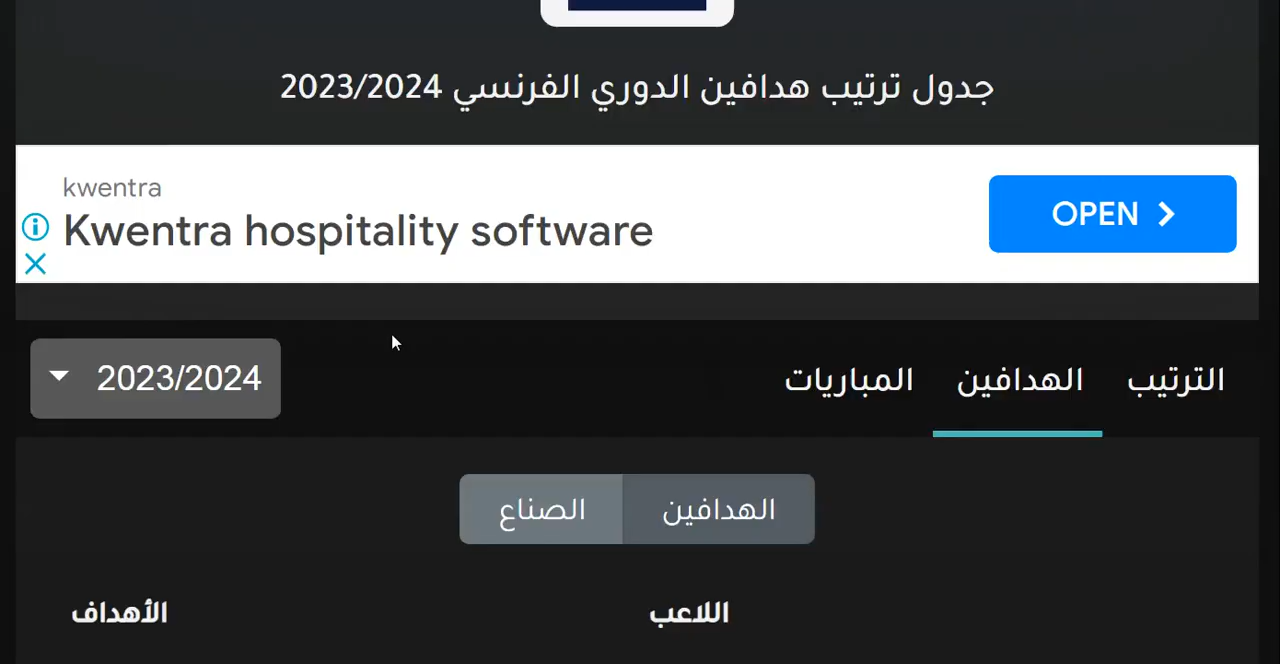 جدول ترتيب هدافين الدوري الفرنسي 2023/2024
kwentra
Kwentra hospitality software
OPEN
الترتيب الهدافين المباريات 2023/2024
الهدافين الصناع
اللاعب الأهداف